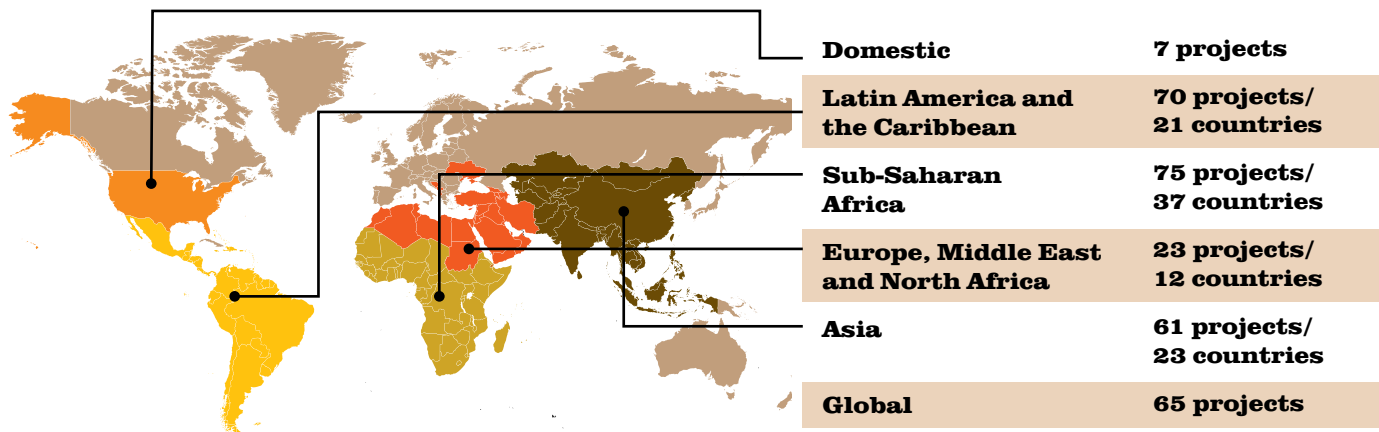 Domestic 7 projects
Latin America and 70 projects/
the Caribbean 21 countries
Sub-Saharan 75 projects/
Africa 37 countries
Europe, Middle East 23 projects/
and North Africa 12 countries
Asia 61 projects/
23 countries
Global 65 projects